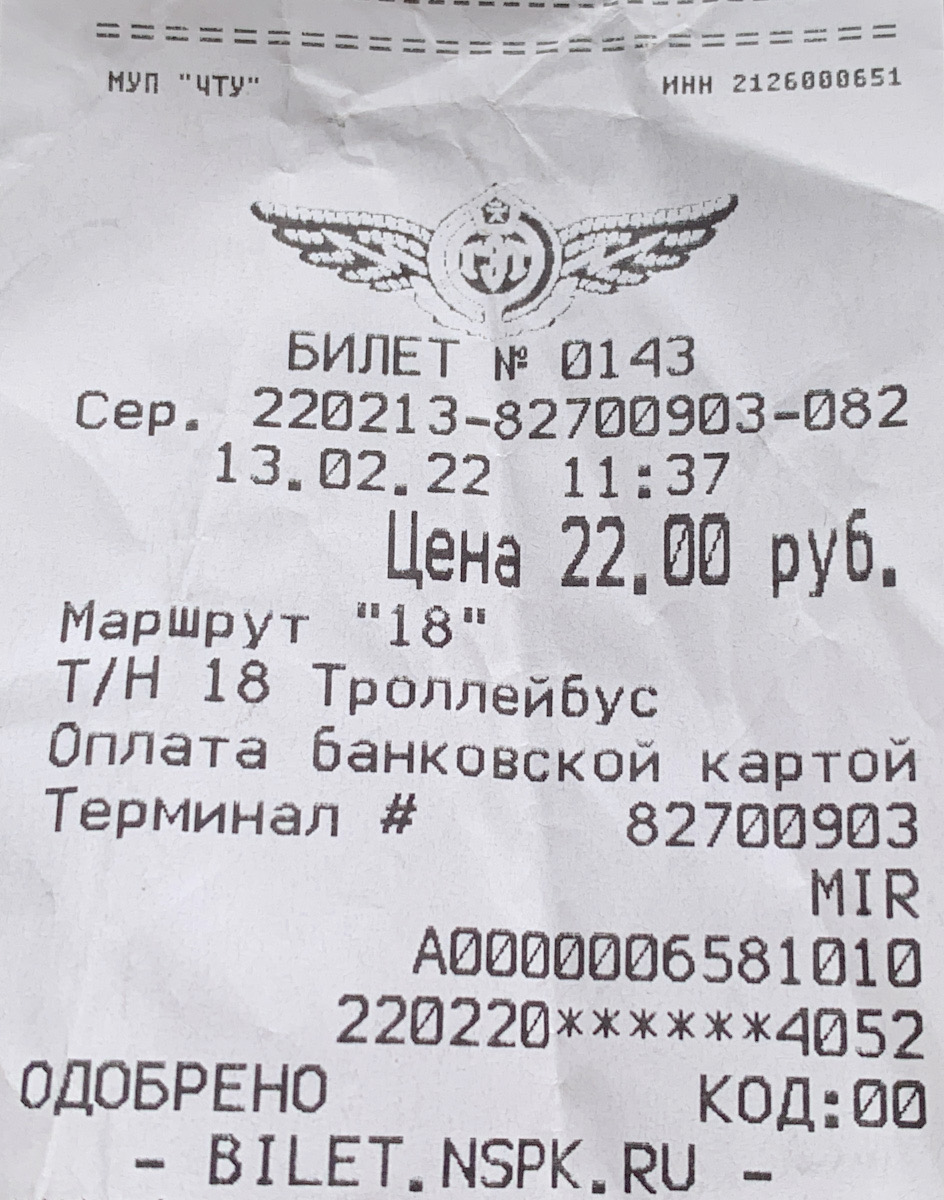 ================================
МУП "ЧТУ" ИНН 2126000651
БИЛЕТ № 0143
Сер. 220213-82700903-082
13.02.22 11:37
Цена 22.00 руб.
Маршрут "18"
Т/Н 18 Троллейбус
Оплата банковской картой
Терминал # 82700903
MIR
A0000006581010
220220******4052
ОДОБРЕНО КОД:00
- BILET.NSPK.RU -